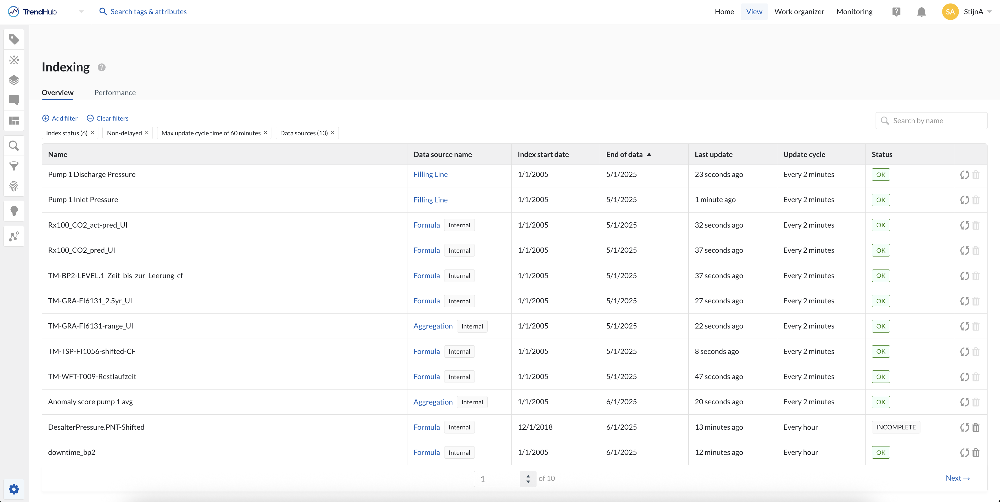 TrendHub
Search tags & attributes
Home View Work organizer Monitoring ? SA StijnA
Indexing ?
Overview Performance
Add filter Clear filters
Search by name
Index status (6) × Non-delayed × Max update cycle time of 60 minutes × Data sources (13) ×
Name Data source name Index start date End of data ▲ Last update Update cycle Status
Pump 1 Discharge Pressure Filling Line 1/1/2005 5/1/2025 23 seconds ago Every 2 minutes OK
Pump 1 Inlet Pressure Filling Line 1/1/2005 5/1/2025 1 minute ago Every 2 minutes OK
Rx100_CO2_act-pred_UI Formula Internal 1/1/2005 5/1/2025 32 seconds ago Every 2 minutes OK
Rx100_CO2_pred_UI Formula Internal 1/1/2005 5/1/2025 37 seconds ago Every 2 minutes OK
TM-BP2-LEVEL.1_Zeit_bis_zur_Leerung_cf Formula Internal 1/1/2005 5/1/2025 37 seconds ago Every 2 minutes OK
TM-GRA-FI6131_2.5yr_UI Formula Internal 1/1/2005 5/1/2025 27 seconds ago Every 2 minutes OK
TM-GRA-FI6131-range_UI Aggregation Internal 1/1/2005 5/1/2025 22 seconds ago Every 2 minutes OK
TM-TSP-FI1056-shifted-CF Formula Internal 1/1/2005 5/1/2025 8 seconds ago Every 2 minutes OK
TM-WFT-T009-Restlaufzeit Formula Internal 1/1/2005 5/1/2025 47 seconds ago Every 2 minutes OK
Anomaly score pump 1 avg Aggregation Internal 1/1/2005 6/1/2025 20 seconds ago Every 2 minutes OK
DesalterPressure.PNT-Shifted Formula Internal 12/1/2018 6/1/2025 13 minutes ago Every hour INCOMPLETE
downtime_bp2 Formula Internal 1/1/2005 6/1/2025 12 minutes ago Every hour OK
1 of 10 Next →